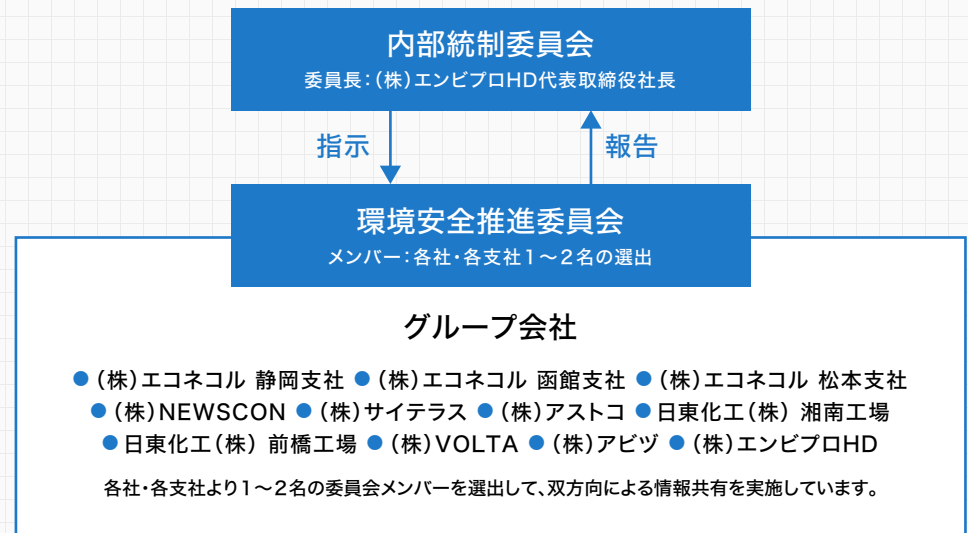 内部統制委員会
委員長：（株）エンビプロHD代表取締役社長
指示
報告
環境安全推進委員会
メンバー：各社・各支社1～2名の選出
グループ会社
●（株）エコネコル 静岡支社 ●（株）エコネコル 函館支社 ●（株）エコネコル 松本支社
●（株）NEWSCON ●（株）サイテラス ●（株）アストコ ●日東化工（株） 湘南工場
●日東化工（株） 前橋工場 ●（株）VOLTA ●（株）アビヅ ●（株）エンビプロHD
各社・各支社より1～2名の委員会メンバーを選出して、双方向による情報共有を実施しています。